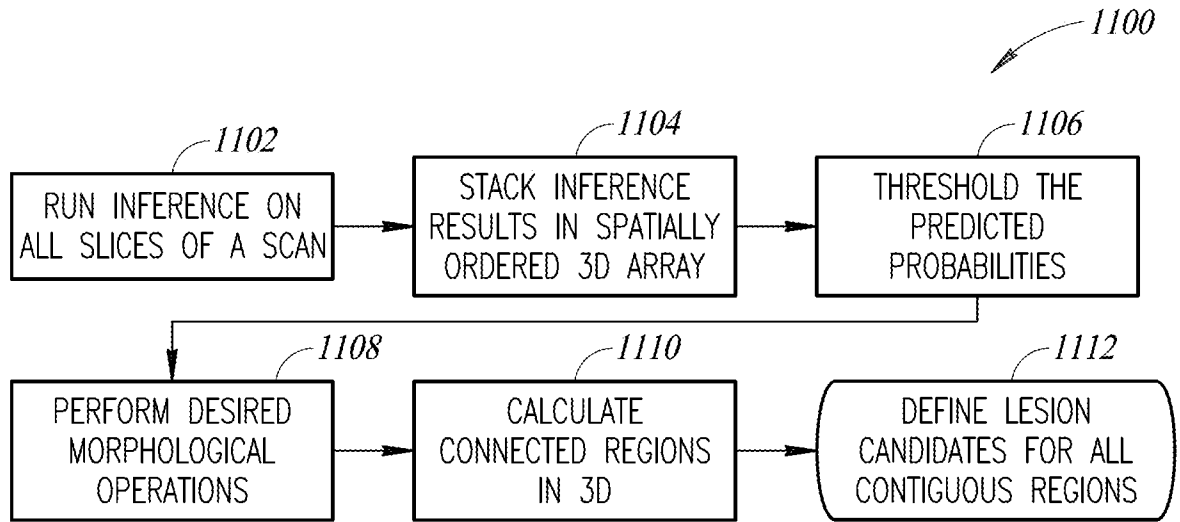 1100
1102
RUN INFERENCE ON
ALL SLICES OF A SCAN
1104
STACK INFERENCE
RESULTS IN SPATIALLY
ORDERED 3D ARRAY
1106
THRESHOLD THE
PREDICTED
PROBABILITIES
1108
PERFORM DESIRED
MORPHOLOGICAL
OPERATIONS
1110
CALCULATE
CONNECTED REGIONS
IN 3D
1112
DEFINE LESION
CANDIDATES FOR ALL
CONTIGUOUS REGIONS